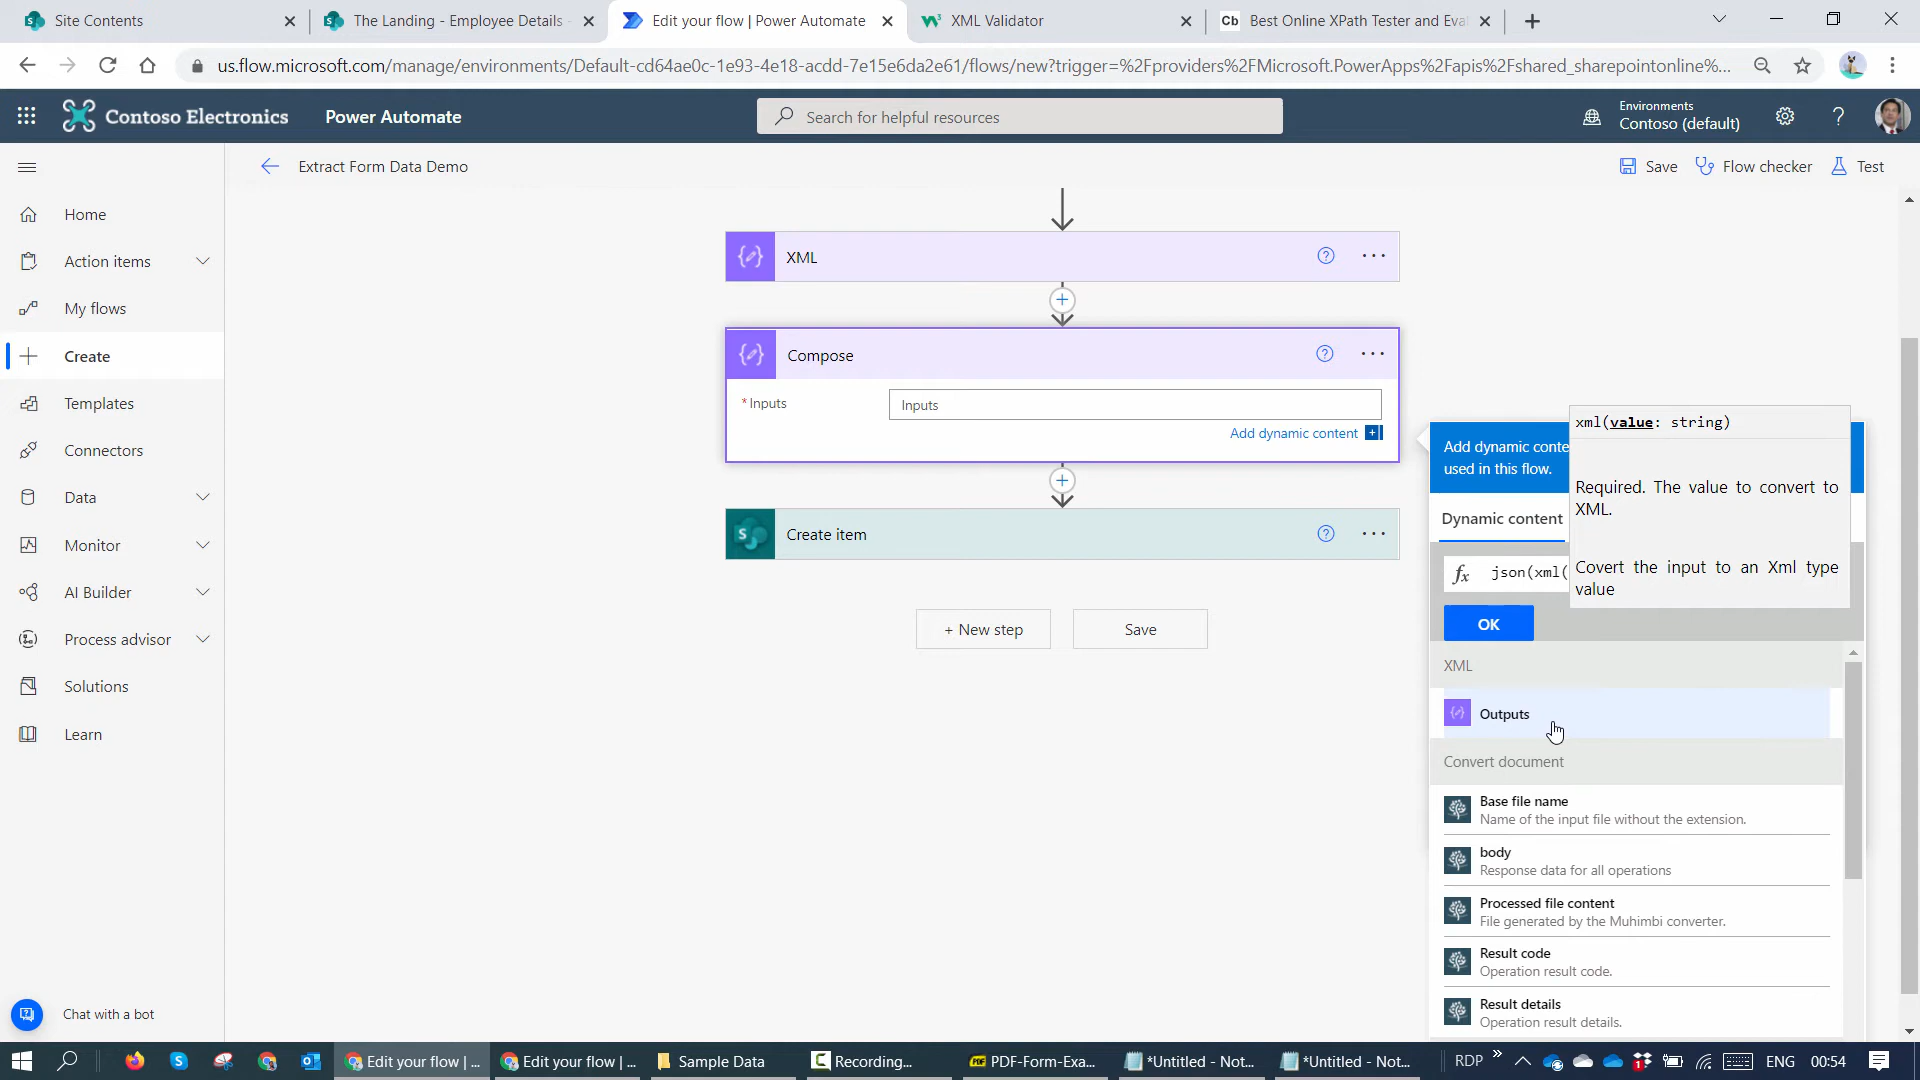 Site Contents
The Landing - Employee Details -
Edit your flow | Power Automate
XML Validator
Cb Best Online XPath Tester and Eval
us.flow.microsoft.com/manage/environments/Default-cd64ae0c-1e93-4e18-acdd-7e15e6da2e61/flows/new?trigger=%2Fproviders%2FMicrosoft.PowerApps%2Fapis%2Fshared_sharepointonline%...
Contoso Electronics
Power Automate
Search for helpful resources
Environments
Contoso (default)
Extract Form Data Demo
Save
Flow checker
Test
Home
Action items
My flows
Create
Templates
Connectors
Data
Monitor
AI Builder
Process advisor
Solutions
Learn
Chat with a bot
XML
Compose
* Inputs
Inputs
Add dynamic content
Create item
+ New step
Save
Add dynamic conte
used in this flow.
Dynamic content
fx json(xml(
xml(value: string)
Required. The value to convert to
XML.
Covert the input to an Xml type
value
OK
XML
Outputs
Convert document
Base file name
Name of the input file without the extension.
body
Response data for all operations
Processed file content
File generated by the Muhimbi converter.
Result code
Operation result code.
Result details
Operation result details.
Edit your flow | ...
Edit your flow | ...
Sample Data
Recording...
PDF-Form-Exa...
*Untitled - Not...
*Untitled - Not...
RDP
ENG
00:54